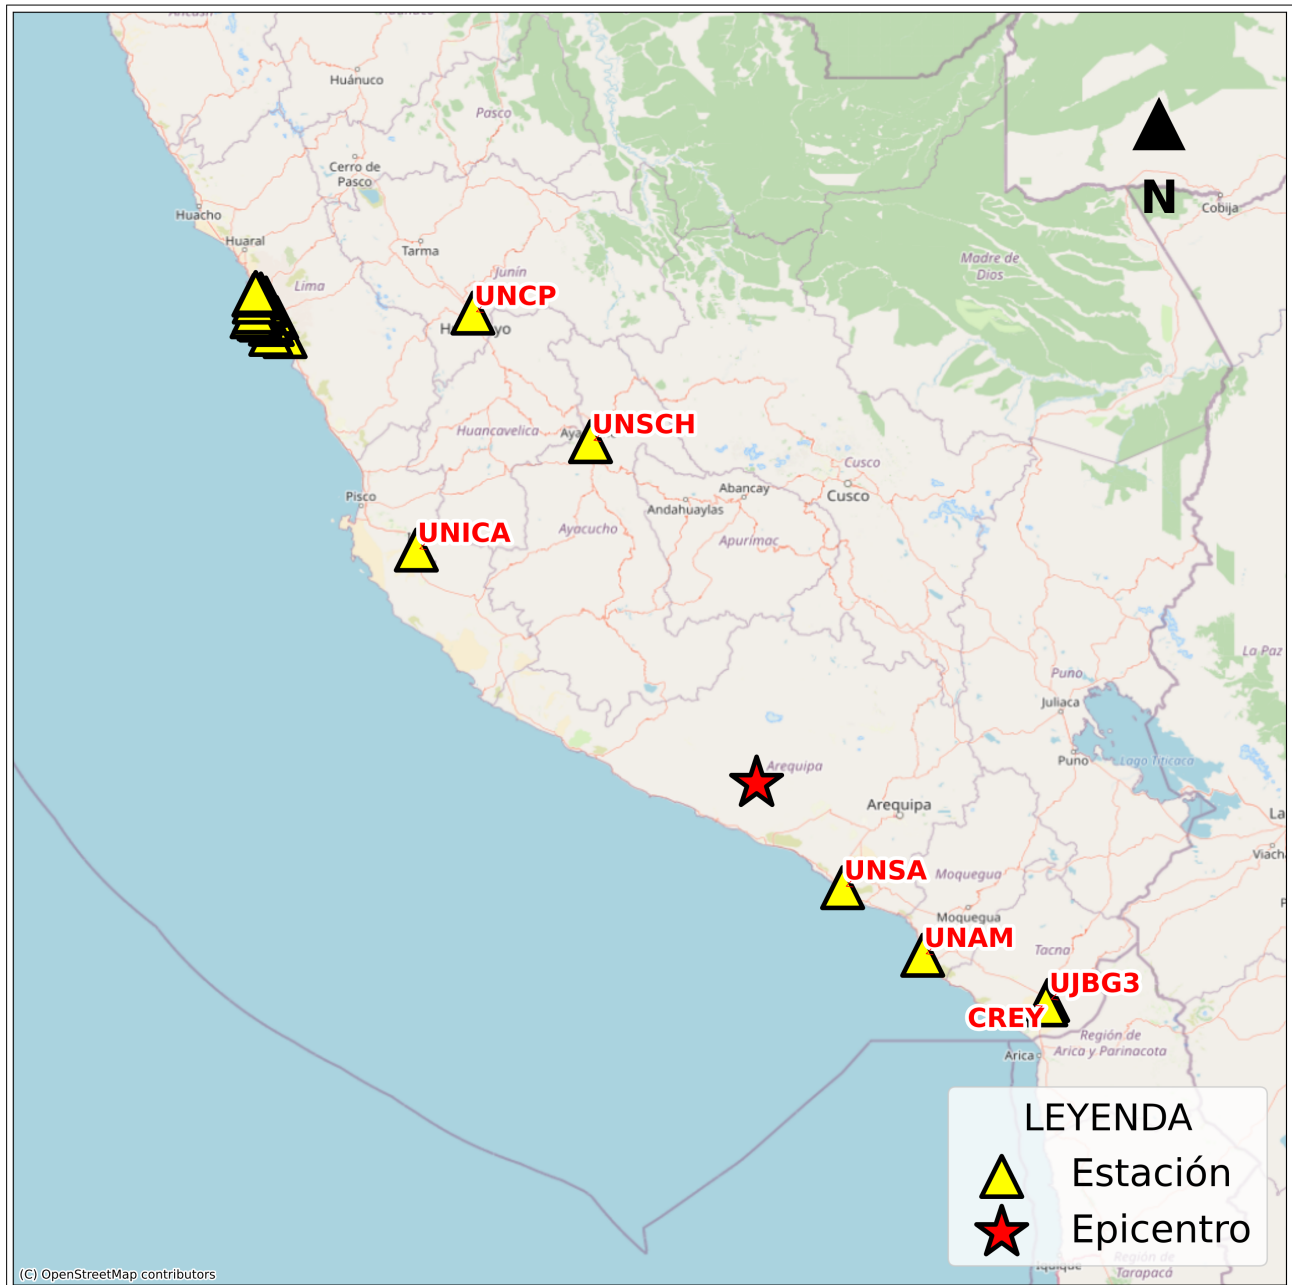 Huánuco
Pasco
Cerro de
Pasco
N
Cobija
Huacho
Huaral
Tarma
Junín
Madre de
Dios
Lima
UNCP
UNSCH
Huancavelica
Cusco
Abancay
Pisco
Cusco
Andahuaylas
Ayacucho
UNICA
Apurímac
La Paz
Puno
Juliaca
Arequipa
Puno
Lago Titicaca
Arequipa
La
Viach
UNSA
Moquegua
Moquegua
UNAM
Tacna
UJBG3
CREY
Región de
Arica y Parinacota
Arica
LEYENDA
Estación
Epicentro
Región de
Tarapacá
(C) OpenStreetMap contributors